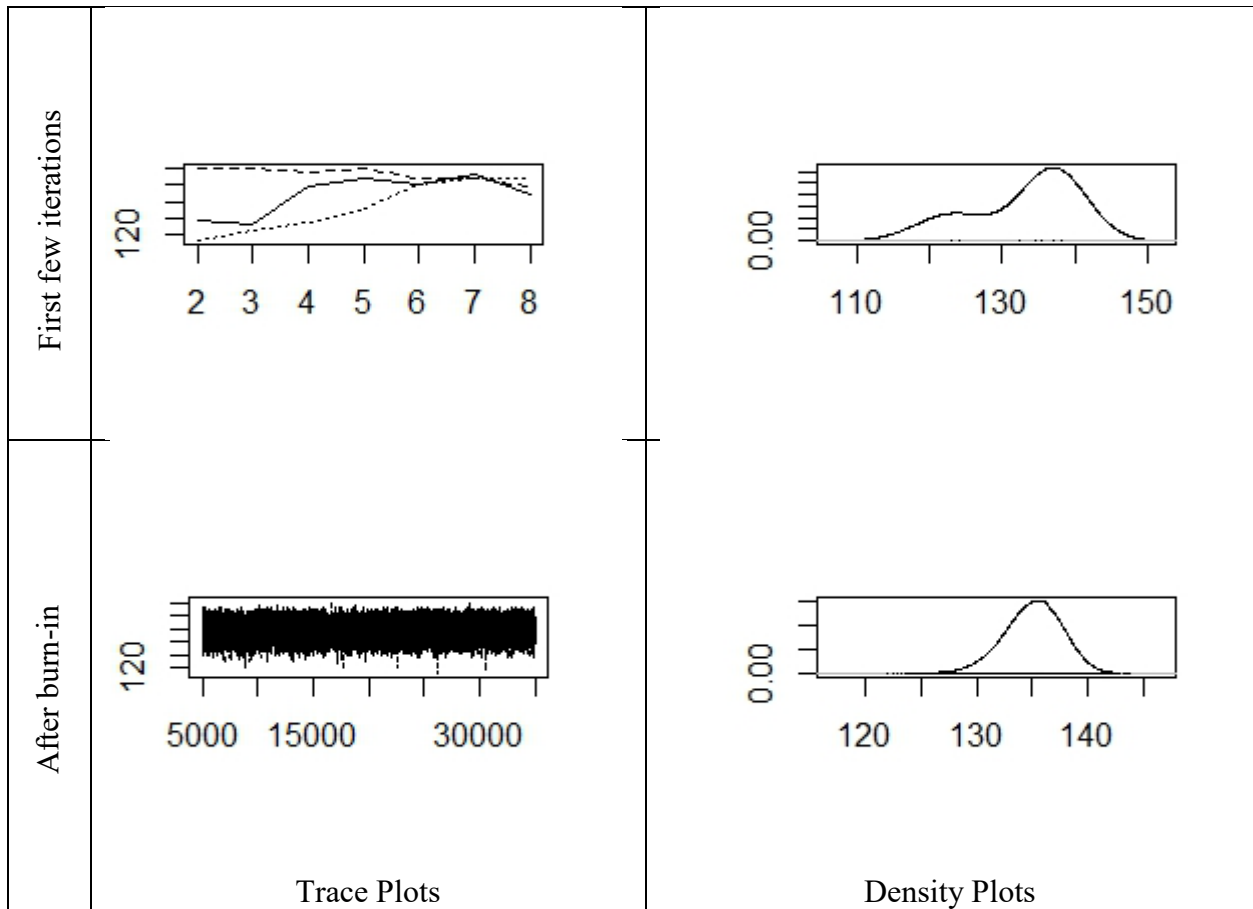 First few iterations
120
2 3 4 5 6 7 8
0.00
110 130 150
After burn-in
120
5000 15000 30000
0.00
120 130 140
Trace Plots
Density Plots